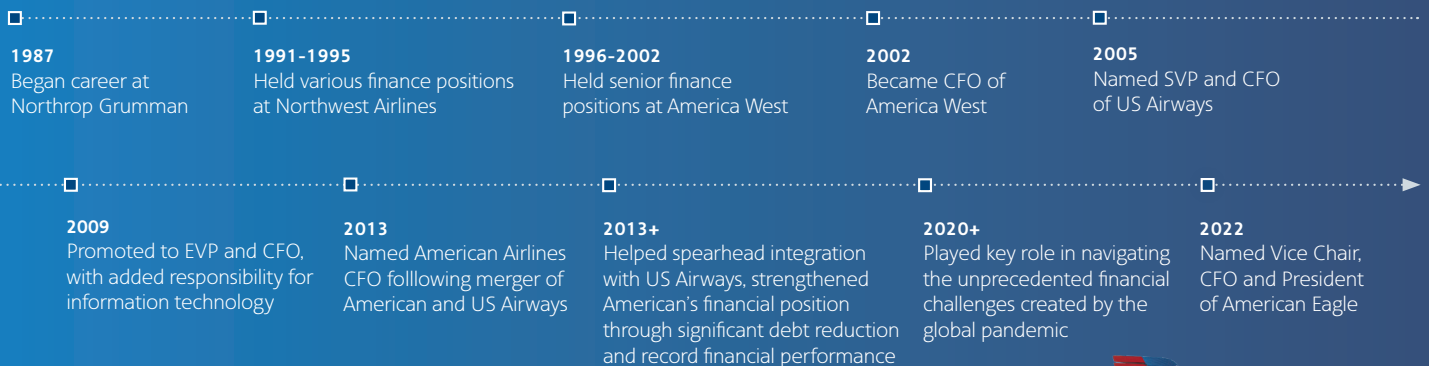 1987
Began career at
Northrop Grumman
1991-1995
Held various finance positions
at Northwest Airlines
1996-2002
Held senior finance
positions at America West
2002
Became CFO of
America West
2005
Named SVP and CFO
of US Airways
2009
Promoted to EVP and CFO,
with added responsibility for
information technology
2013
Named American Airlines
CFO folllowing merger of
American and US Airways
2013+
Helped spearhead integration
with US Airways, strengthened
American’s financial position
through significant debt reduction
and record financial performance
2020+
Played key role in navigating
the unprecedented financial
challenges created by the
global pandemic
2022
Named Vice Chair,
CFO and President
of American Eagle